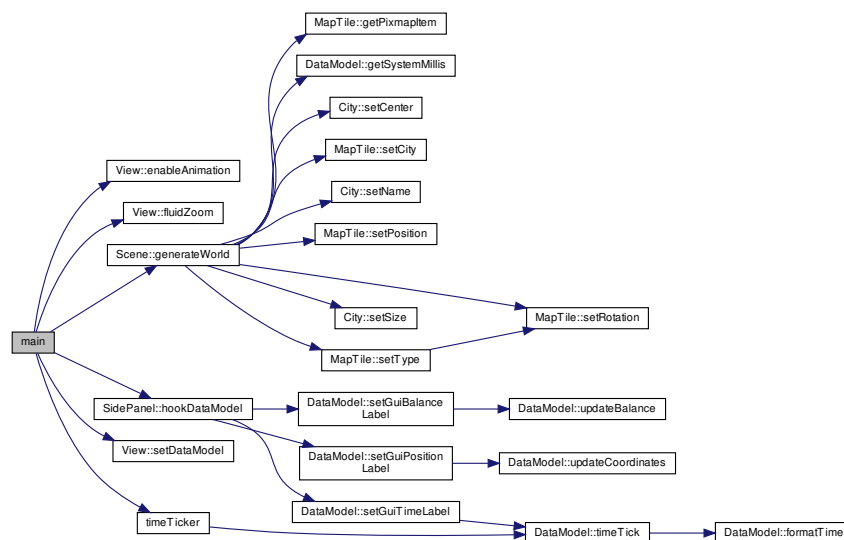 MapTile::getPixmapItem
DataModel::getSystemMillis
City::setCenter
MapTile::setCity
View::enableAnimation
City::setName
View::fluidZoom
MapTile::setPosition
Scene::generateWorld
City::setSize
MapTile::setRotation
main
MapTile::setType
SidePanel::hookDataModel
DataModel::setGuiBalance
Label
DataModel::updateBalance
View::setDataModel
DataModel::setGuiPosition
Label
DataModel::updateCoordinates
DataModel::setGuiTimeLabel
timeTicker
DataModel::timeTick
DataModel::formatTime